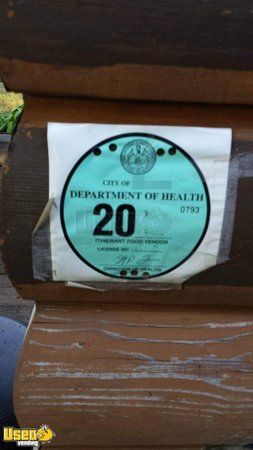 CITY OF
DEPARTMENT OF HEALTH
20
0793
ITINERANT FOOD VENDOR
LICENSE NO
(DIRECTOR OF HEALTH)
Used
vending